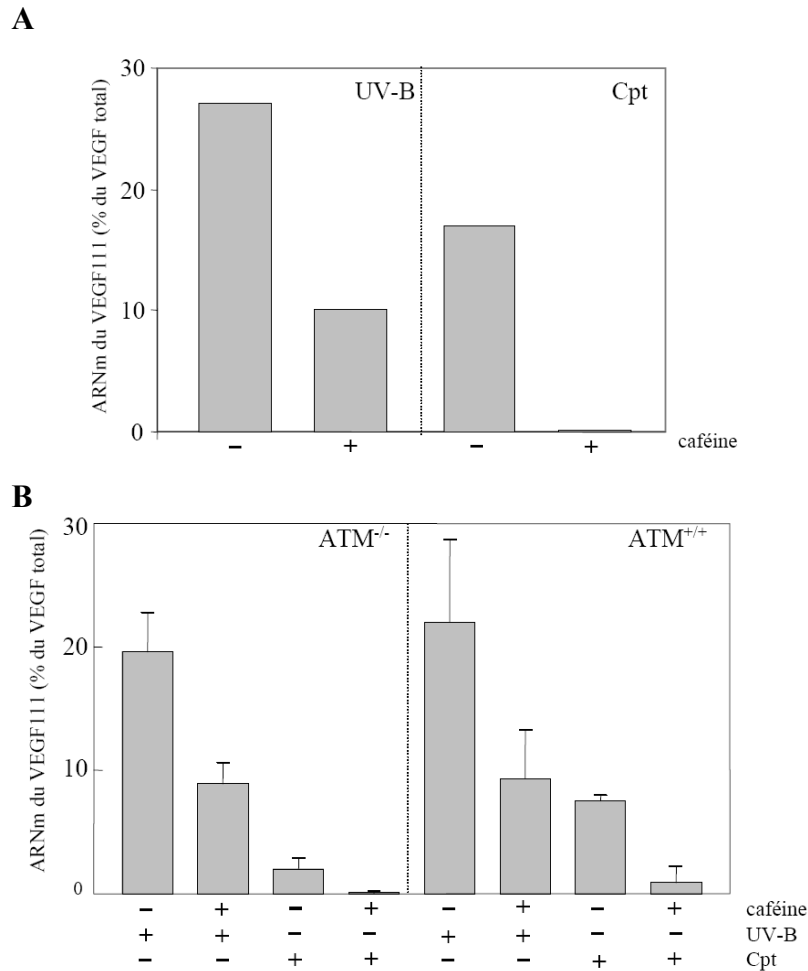 A
ARNm du VEGF111 (% du VEGF total)
30
20
10
0
UV-B
Cpt
– + – + caféine
B
ARNm du VEGF111 (% du VEGF total)
30
20
10
0
ATM-/-
ATM+/+
– + – + – + – + caféine
+ + – – + + – – UV-B
– – + + – – + + Cpt